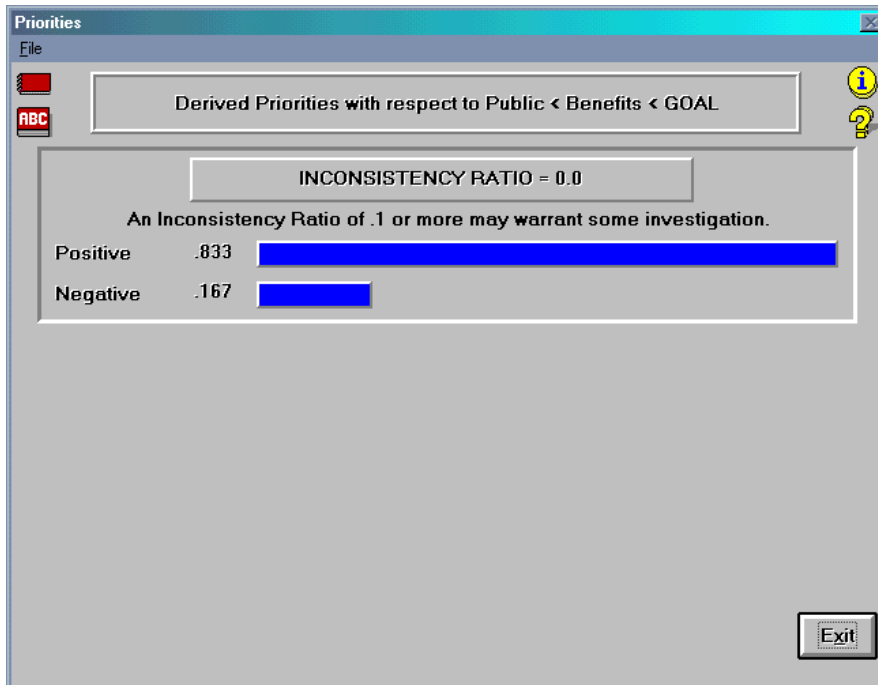 Priorities
File
ABC
Derived Priorities with respect to Public < Benefits < GOAL
i
?
INCONSISTENCY RATIO = 0.0
An Inconsistency Ratio of .1 or more may warrant some investigation.
Positive .833
Negative .167
Exit